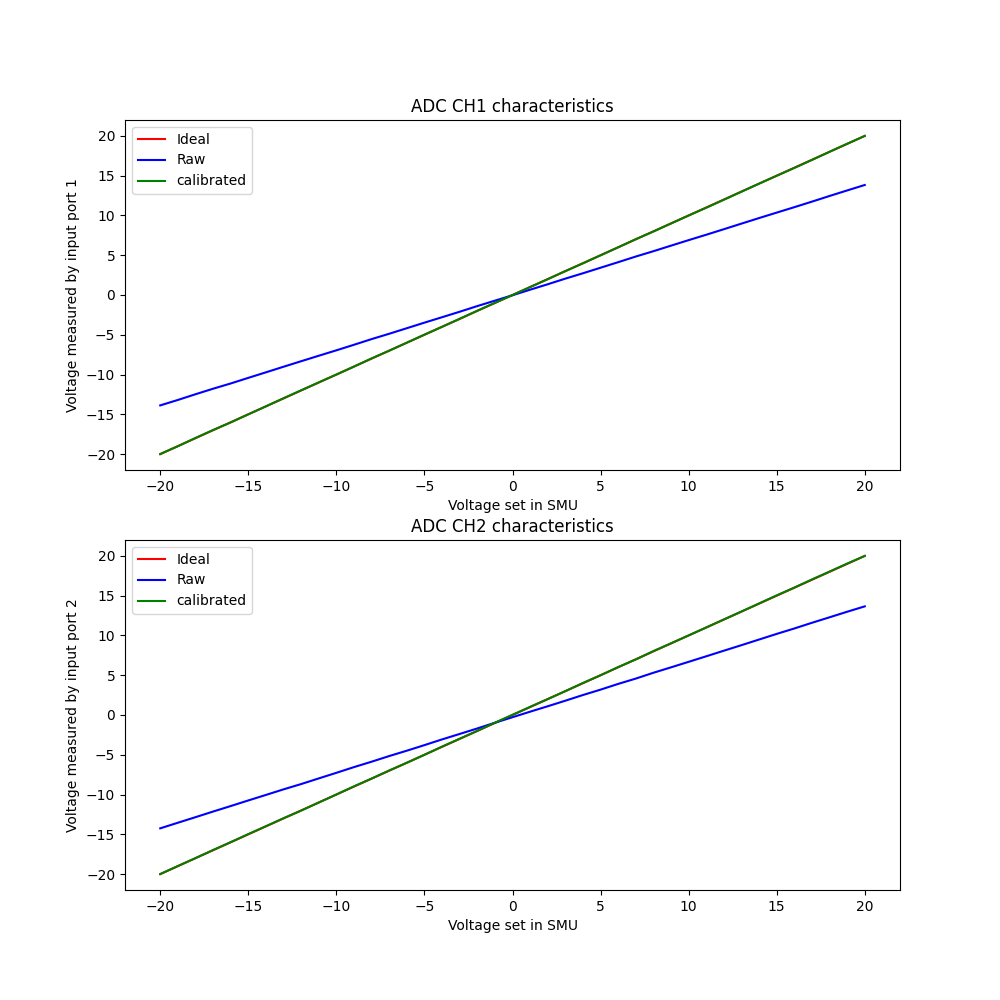 ADC CH1 characteristics
Ideal
Raw
calibrated
Voltage measured by input port 1
20
15
10
5
0
−5
−10
−15
−20
−20 −15 −10 −5 0 5 10 15 20
Voltage set in SMU
ADC CH2 characteristics
Ideal
Raw
calibrated
Voltage measured by input port 2
20
15
10
5
0
−5
−10
−15
−20
−20 −15 −10 −5 0 5 10 15 20
Voltage set in SMU